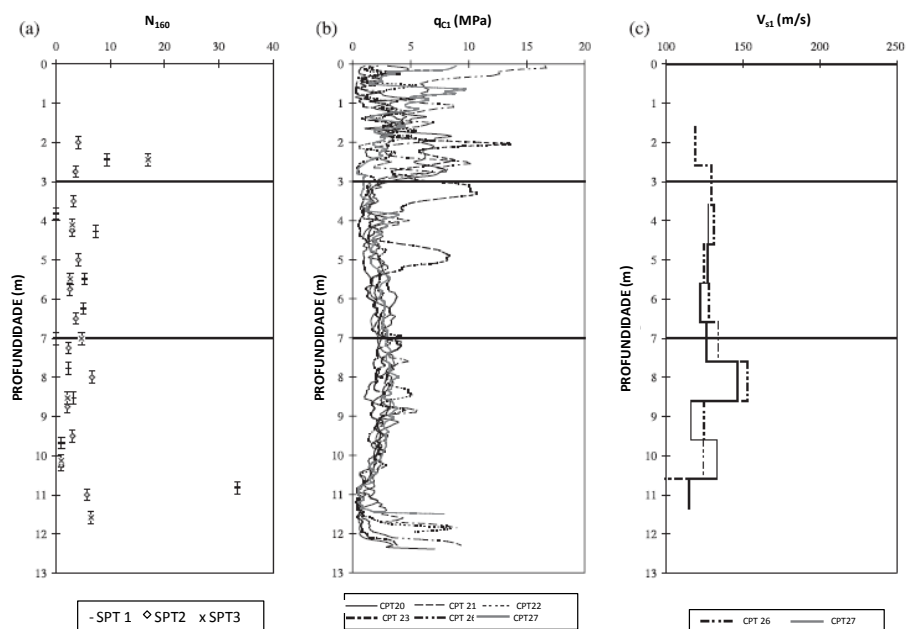 (a)
N160
0 10 20 30 40
PROFUNDIDADE (m)
0
1
2
3
4
5
6
7
8
9
10
11
12
13
- SPT 1 ◇ SPT2 x SPT3
(b)
qC1 (MPa)
0 5 10 15 20
PROFUNDIDADE (m)
0
1
2
3
4
5
6
7
8
9
10
11
12
13
CPT20 CPT 21 CPT22
CPT 23 CPT 26 CPT27
(c)
Vs1 (m/s)
100 150 200 250
PROFUNDIDADE (m)
0
1
2
3
4
5
6
7
8
9
10
11
12
13
CPT 26 CPT27